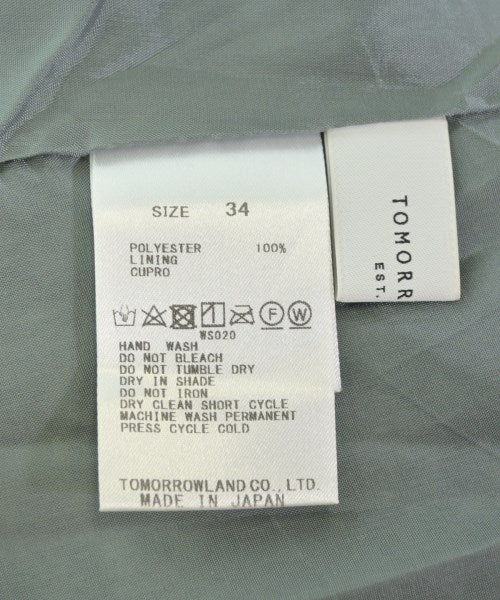 SIZE 34
POLYESTER 100%
LINING
CUPRO
F W
WS020
HAND WASH
DO NOT BLEACH
DO NOT TUMBLE DRY
DRY IN SHADE
DO NOT IRON
DRY CLEAN SHORT CYCLE
MACHINE WASH PERMANENT
PRESS CYCLE COLD
TOMORROWLAND CO., LTD.
MADE IN JAPAN
TOMORR
EST.